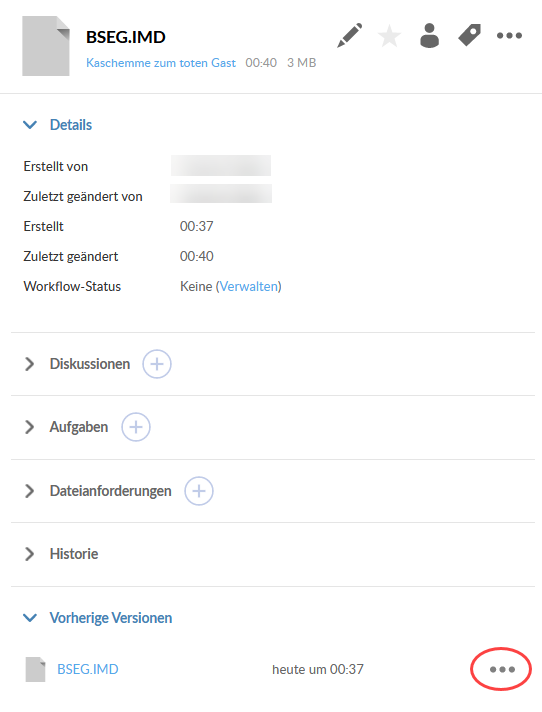 BSEG.IMD
Kaschemme zum toten Gast 00:40 3 MB
Details
Erstellt von
Zuletzt geändert von
Erstellt 00:37
Zuletzt geändert 00:40
Workflow-Status Keine (Verwalten)
Diskussionen
Aufgaben
Dateianforderungen
Historie
Vorherige Versionen
BSEG.IMD heute um 00:37